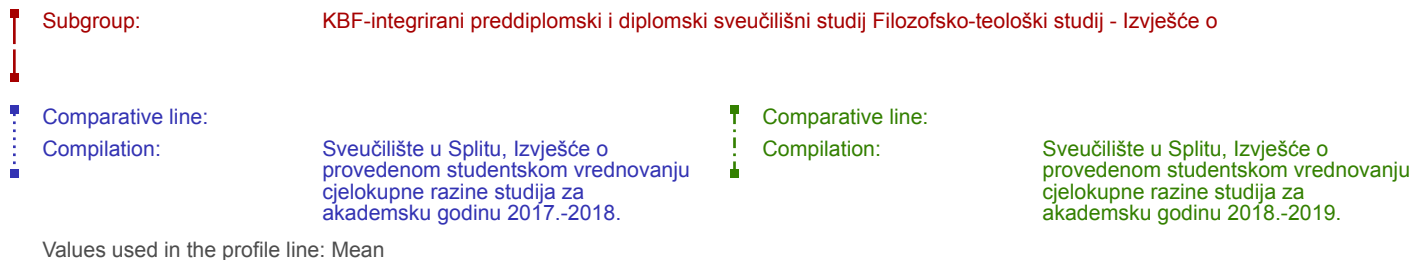 Subgroup: KBF-integrirani preddiplomski i diplomski sveučilišni studij Filozofsko-teološki studij - Izvješće o
Comparative line:
Compilation: Sveučilište u Splitu, Izvješće o
provedenom studentskom vrednovanju
cjelokupne razine studija za
akademsku godinu 2017.-2018.
Comparative line:
Compilation: Sveučilište u Splitu, Izvješće o
provedenom studentskom vrednovanju
cjelokupne razine studija za
akademsku godinu 2018.-2019.
Values used in the profile line: Mean